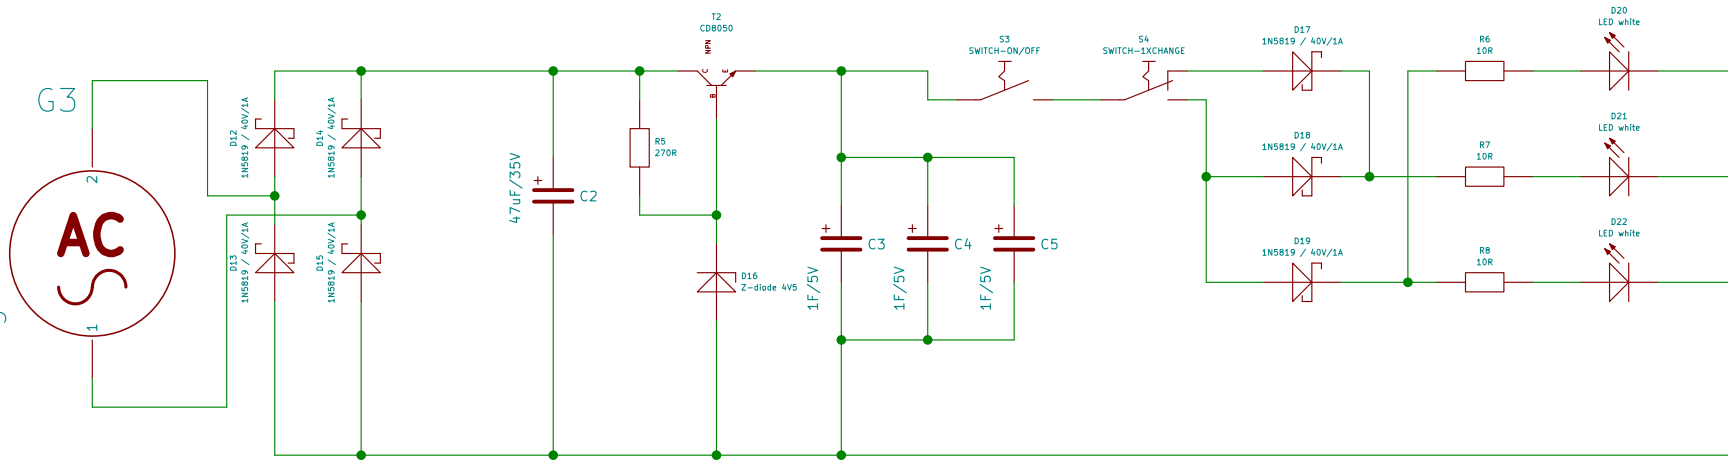 G3
2
AC
1
D12
1N5819 / 40V/1A
D14
1N5819 / 40V/1A
D13
1N5819 / 40V/1A
D15
1N5819 / 40V/1A
+
C2
47uF/35V
R5
270R
T2
CD8050
NPN
C
E
B
D16
Z-diode 4V5
+
C3
1F/5V
+
C4
1F/5V
+
C5
1F/5V
S3
SWITCH-ON/OFF
S4
SWITCH-1XCHANGE
D17
1N5819 / 40V/1A
D18
1N5819 / 40V/1A
D19
1N5819 / 40V/1A
R6
10R
R7
10R
R8
10R
D20
LED white
D21
LED white
D22
LED white